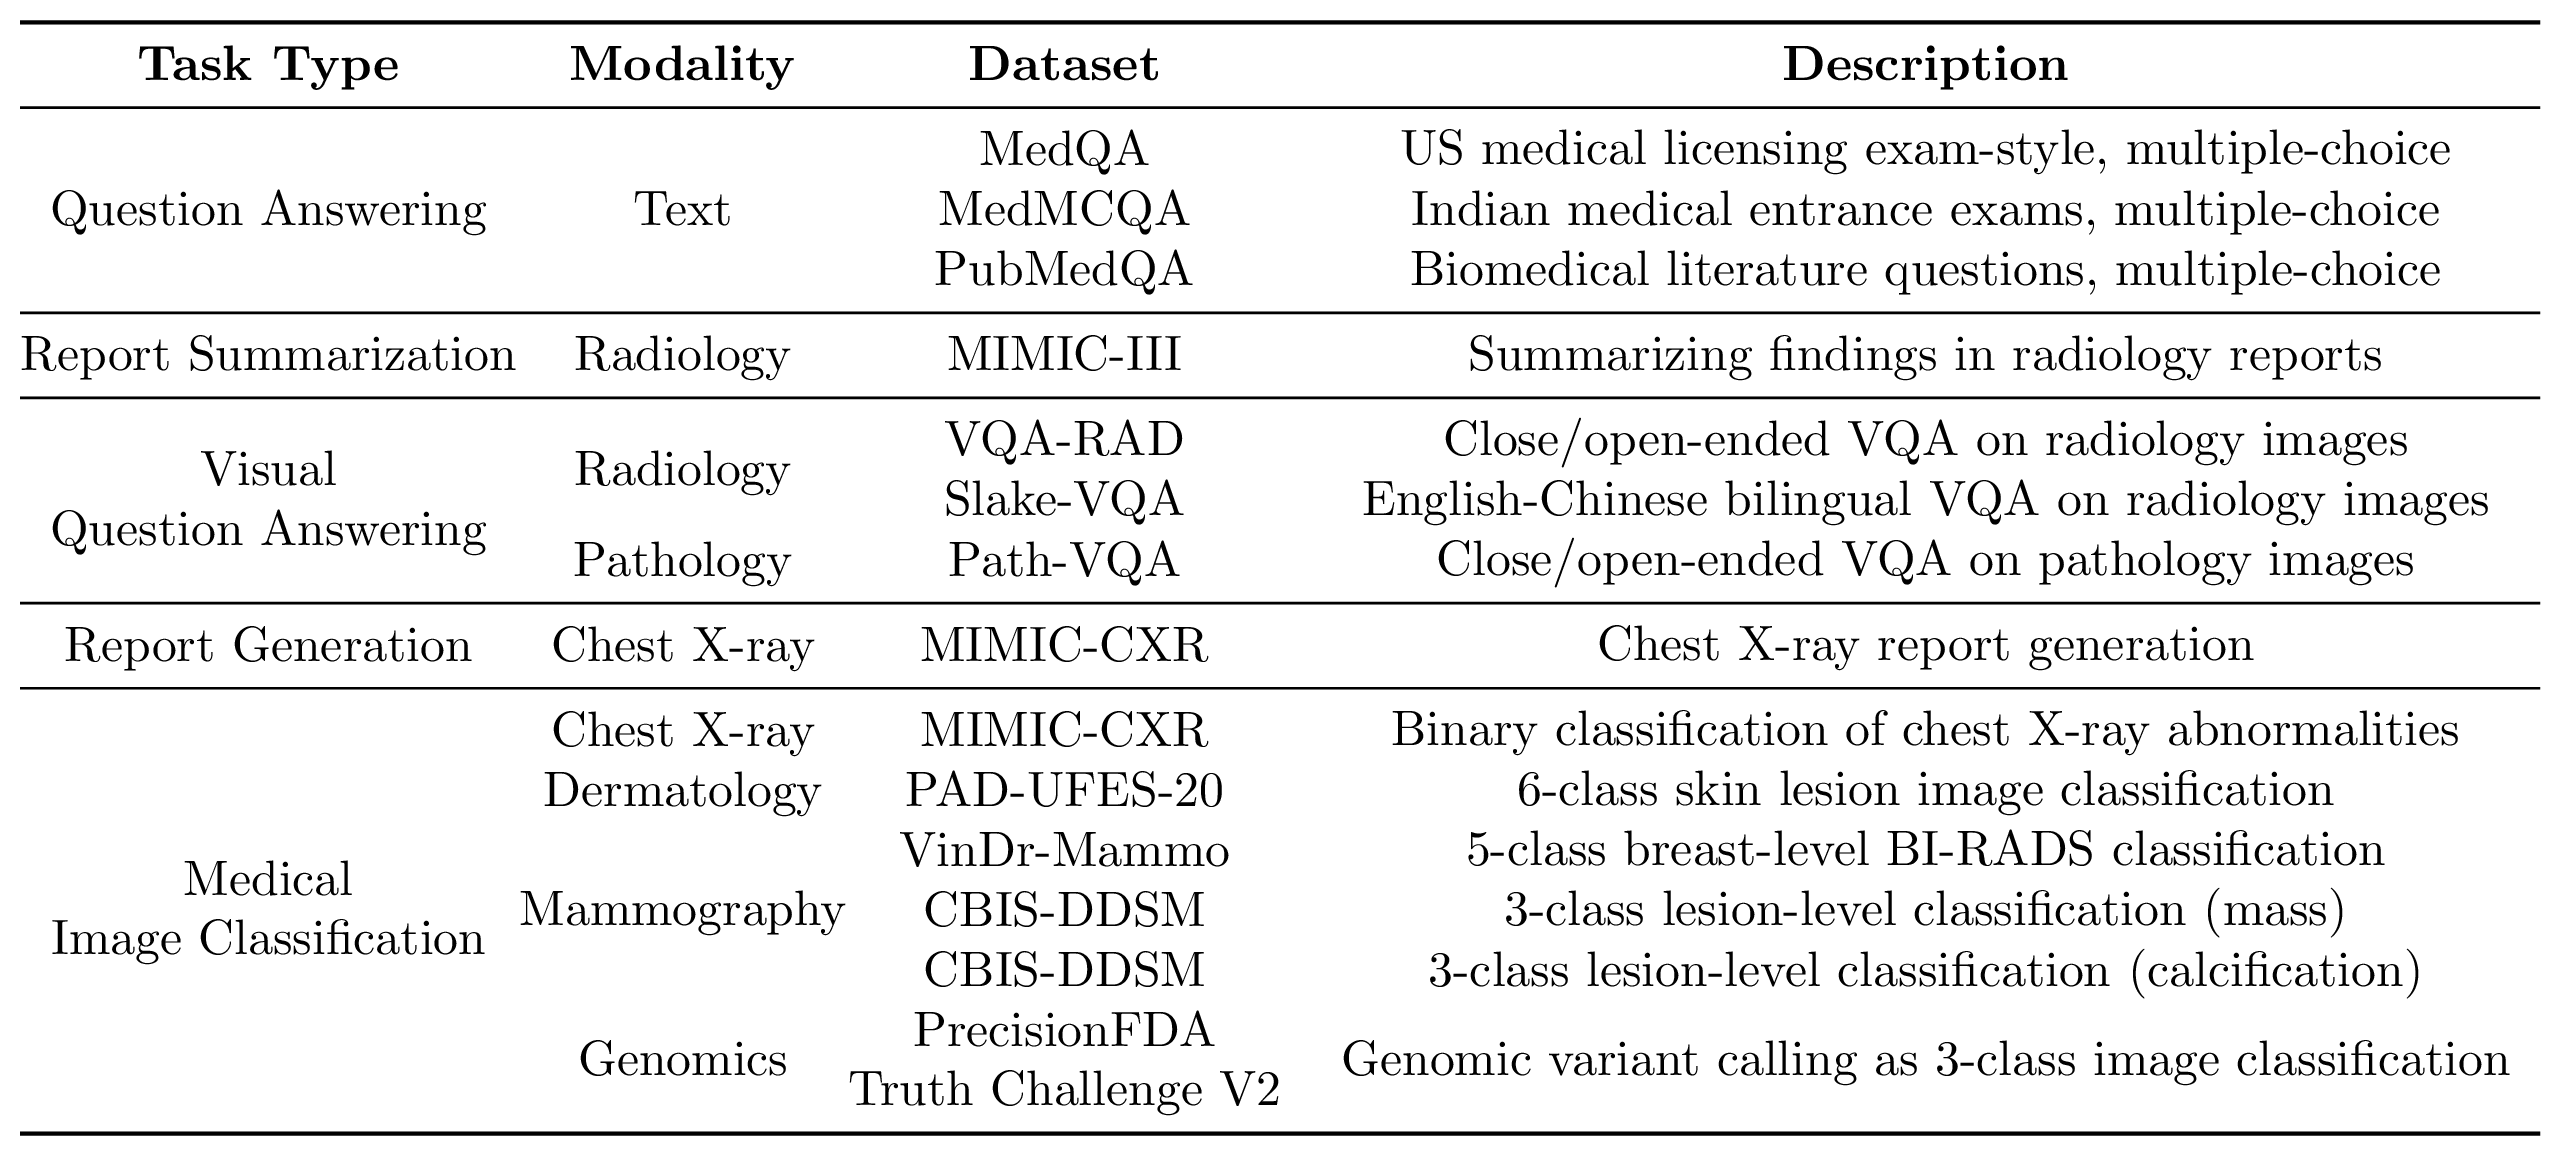 Task Type Modality Dataset Description
MedQA US medical licensing exam-style, multiple-choice
Question Answering Text MedMCQA Indian medical entrance exams, multiple-choice
PubMedQA Biomedical literature questions, multiple-choice
Report Summarization Radiology MIMIC-III Summarizing findings in radiology reports
VQA-RAD Close/open-ended VQA on radiology images
Visual Radiology
Slake-VQA English-Chinese bilingual VQA on radiology images
Question Answering
Pathology Path-VQA Close/open-ended VQA on pathology images
Report Generation Chest X-ray MIMIC-CXR Chest X-ray report generation
Chest X-ray MIMIC-CXR Binary classification of chest X-ray abnormalities
Dermatology PAD-UFES-20 6-class skin lesion image classification
VinDr-Mammo 5-class breast-level BI-RADS classification
Medical
Mammography CBIS-DDSM 3-class lesion-level classification (mass)
Image Classification
CBIS-DDSM 3-class lesion-level classification (calcification)
PrecisionFDA
Genomics Genomic variant calling as 3-class image classification
Truth Challenge V2